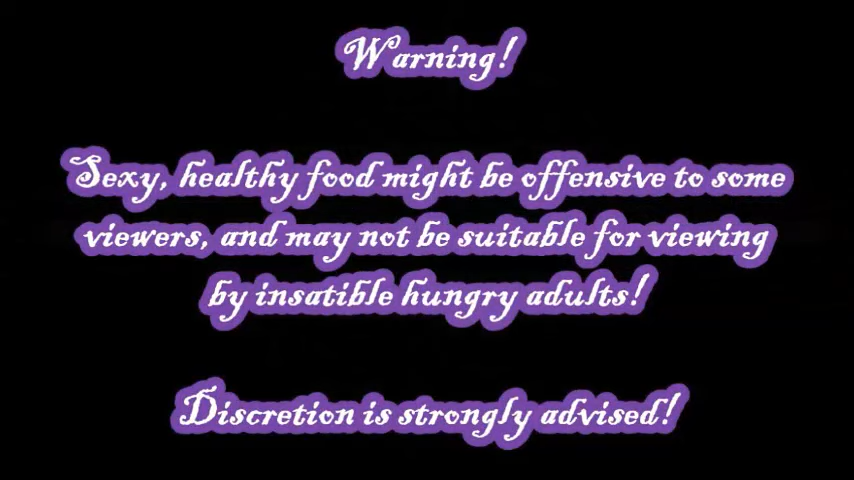 Warning!
Sexy, healthy food might be offensive to some
viewers, and may not be suitable for viewing
by insatible hungry adults!
Discretion is strongly advised!